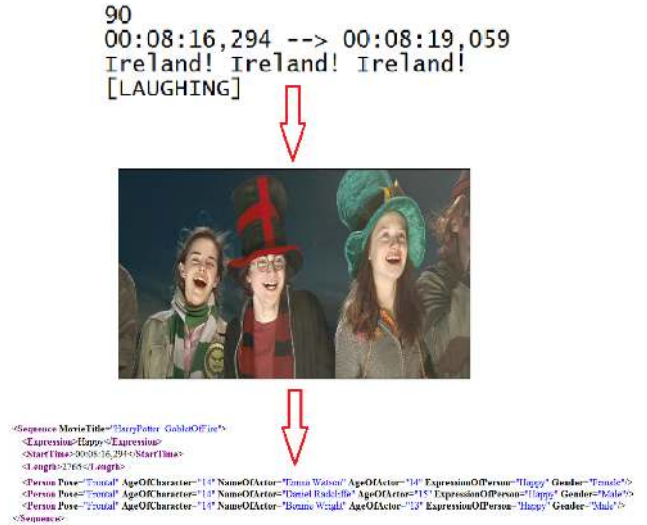 90
00:08:16,294 --> 00:08:19,059
Ireland! Ireland! Ireland!
[LAUGHING]
<Sequence MovieTitle="HarryPotter GobletOfFire">
<Expression>Happy</Expression>
<StartTime>00:08:16,294</StartTime>
<Length>2765</Length>
<Person Pose="Frontal" AgeOfCharacter="14" NameOfActor="Emma Watson" AgeOfActor="14" ExpressionOfPerson="Happy" Gender="Female"/>
<Person Pose="Frontal" AgeOfCharacter="14" NameOfActor="Daniel Radcliffe" AgeOfActor="15" ExpressionOfPerson="Happy" Gender="Male"/>
<Person Pose="Frontal" AgeOfCharacter="14" NameOfActor="Bonnie Wright" AgeOfActor="13" ExpressionOfPerson="Happy" Gender="Male"/>
</Sequence>